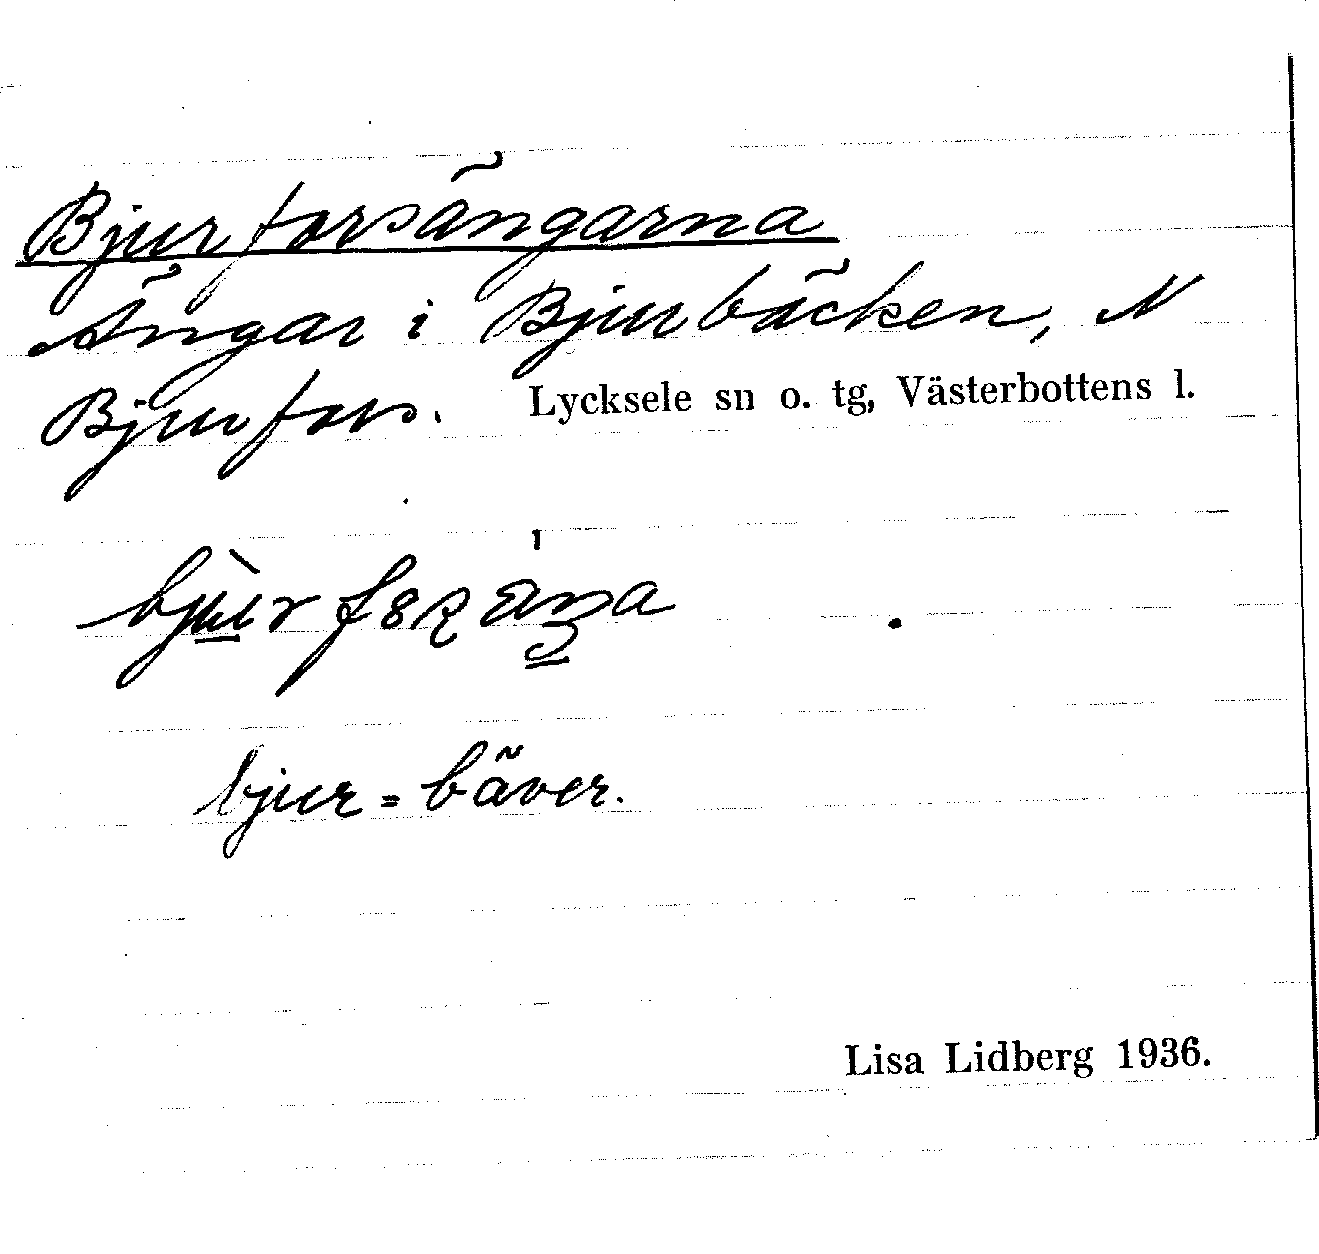 Bjurforsängarna
Ängar i Bjurbäcken, N
Bjurfors. Lycksele sn o. tg, Västerbottens l.
bjur = bäver.
Lisa Lidberg 1936.